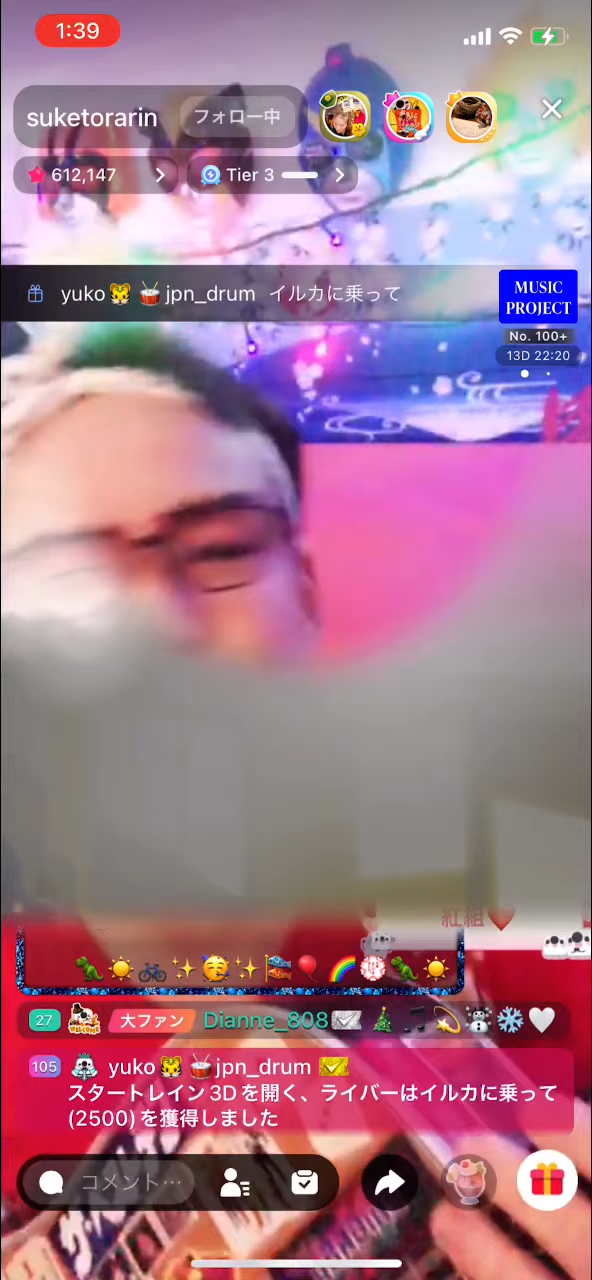 1:39
suketorarin フォロー中
612,147
Tier 3
yuko🐯 🥁jpn_drum イルカに乗って
MUSIC
PROJECT
No. 100+
13D 22:20
紅組❤️
🦖☀️🚲✨🥳✨🎏🎈🌈💮🦖☀️
27 WELCOME 大ファン Dianne_808 🎄🎵💫☃️❄️🤍
105 yuko🐯 🥁jpn_drum
スタートレイン3Dを開く、ライバーはイルカに乗って
(2500)を獲得しました
コメント…